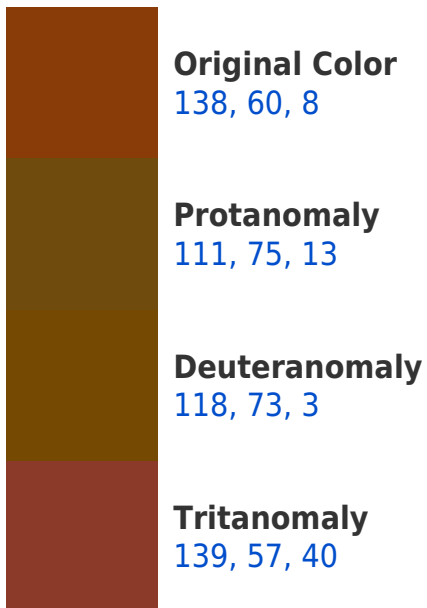 Original Color
138, 60, 8
Protanomaly
111, 75, 13
Deuteranomaly
118, 73, 3
Tritanomaly
139, 57, 40